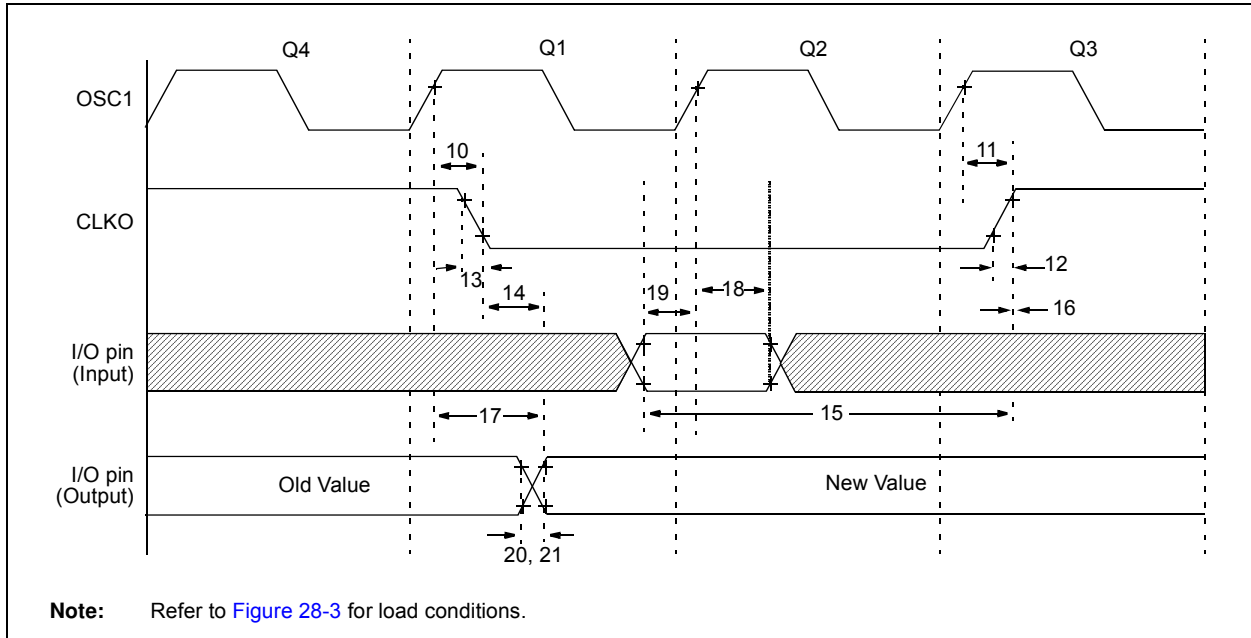 Q4 Q1 Q2 Q3
OSC1
10 11
CLKO
13 12
14 19 18 16
I/O pin
(Input)
17 15
I/O pin
(Output)
Old Value New Value
20, 21
Note: Refer to Figure 28-3 for load conditions.